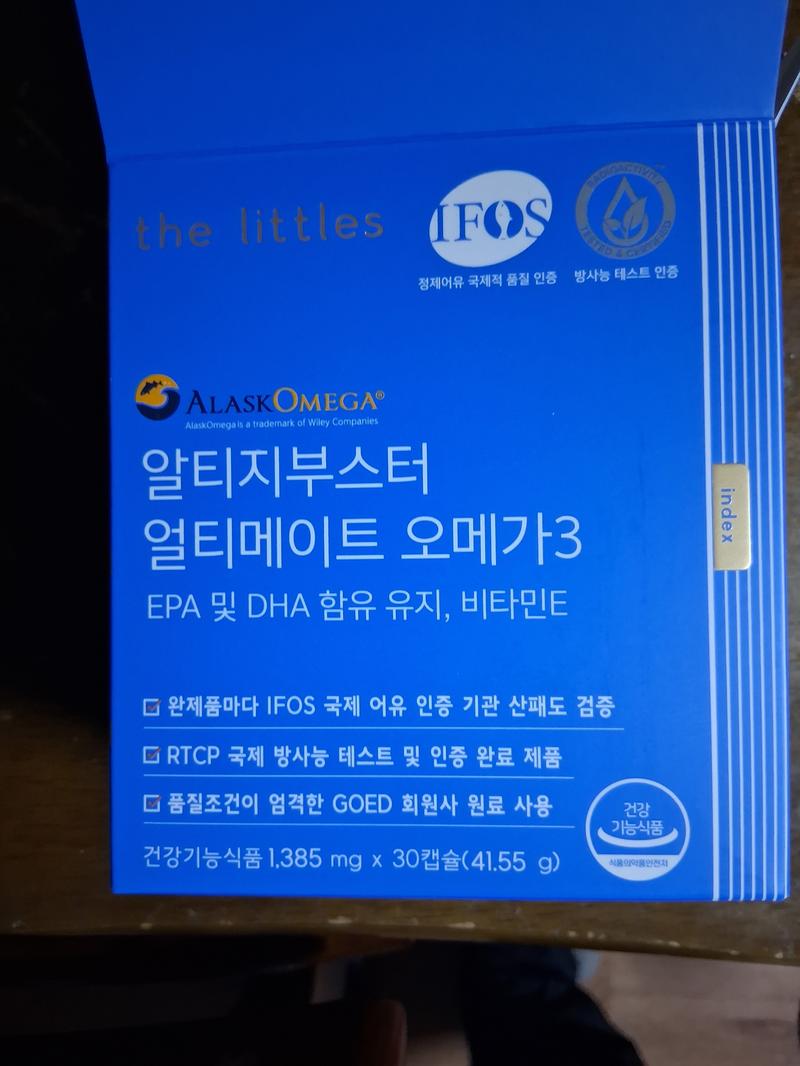 the littles
IFOS
정제어유 국제적 품질 인증
RADIOACTIVITY
TESTED & CERTIFIED
방사능 테스트 인증
ALASKOMEGA®
AlaskOmega is a trademark of Wiley Companies
알티지부스터
얼티메이트 오메가3
EPA 및 DHA 함유 유지, 비타민E
index
완제품마다 IFOS 국제 어유 인증 기관 산패도 검증
RTCP 국제 방사능 테스트 및 인증 완료 제품
품질조건이 엄격한 GOED 회원사 원료 사용
건강기능식품 1,385 mg x 30캡슐(41.55 g)
건강
기능식품
식품의약품안전처